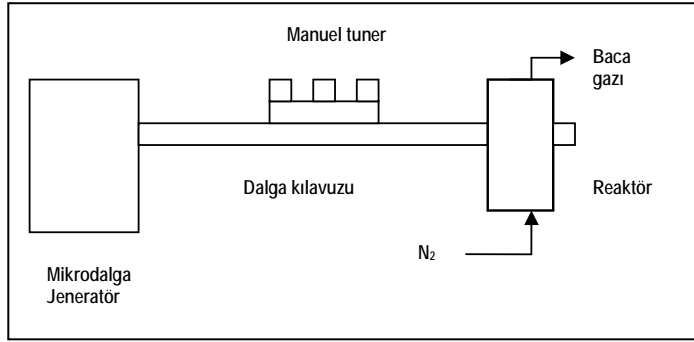 Manuel tuner
Baca
gazı
Dalga kılavuzu
Reaktör
N₂
Mikrodalga
Jeneratör